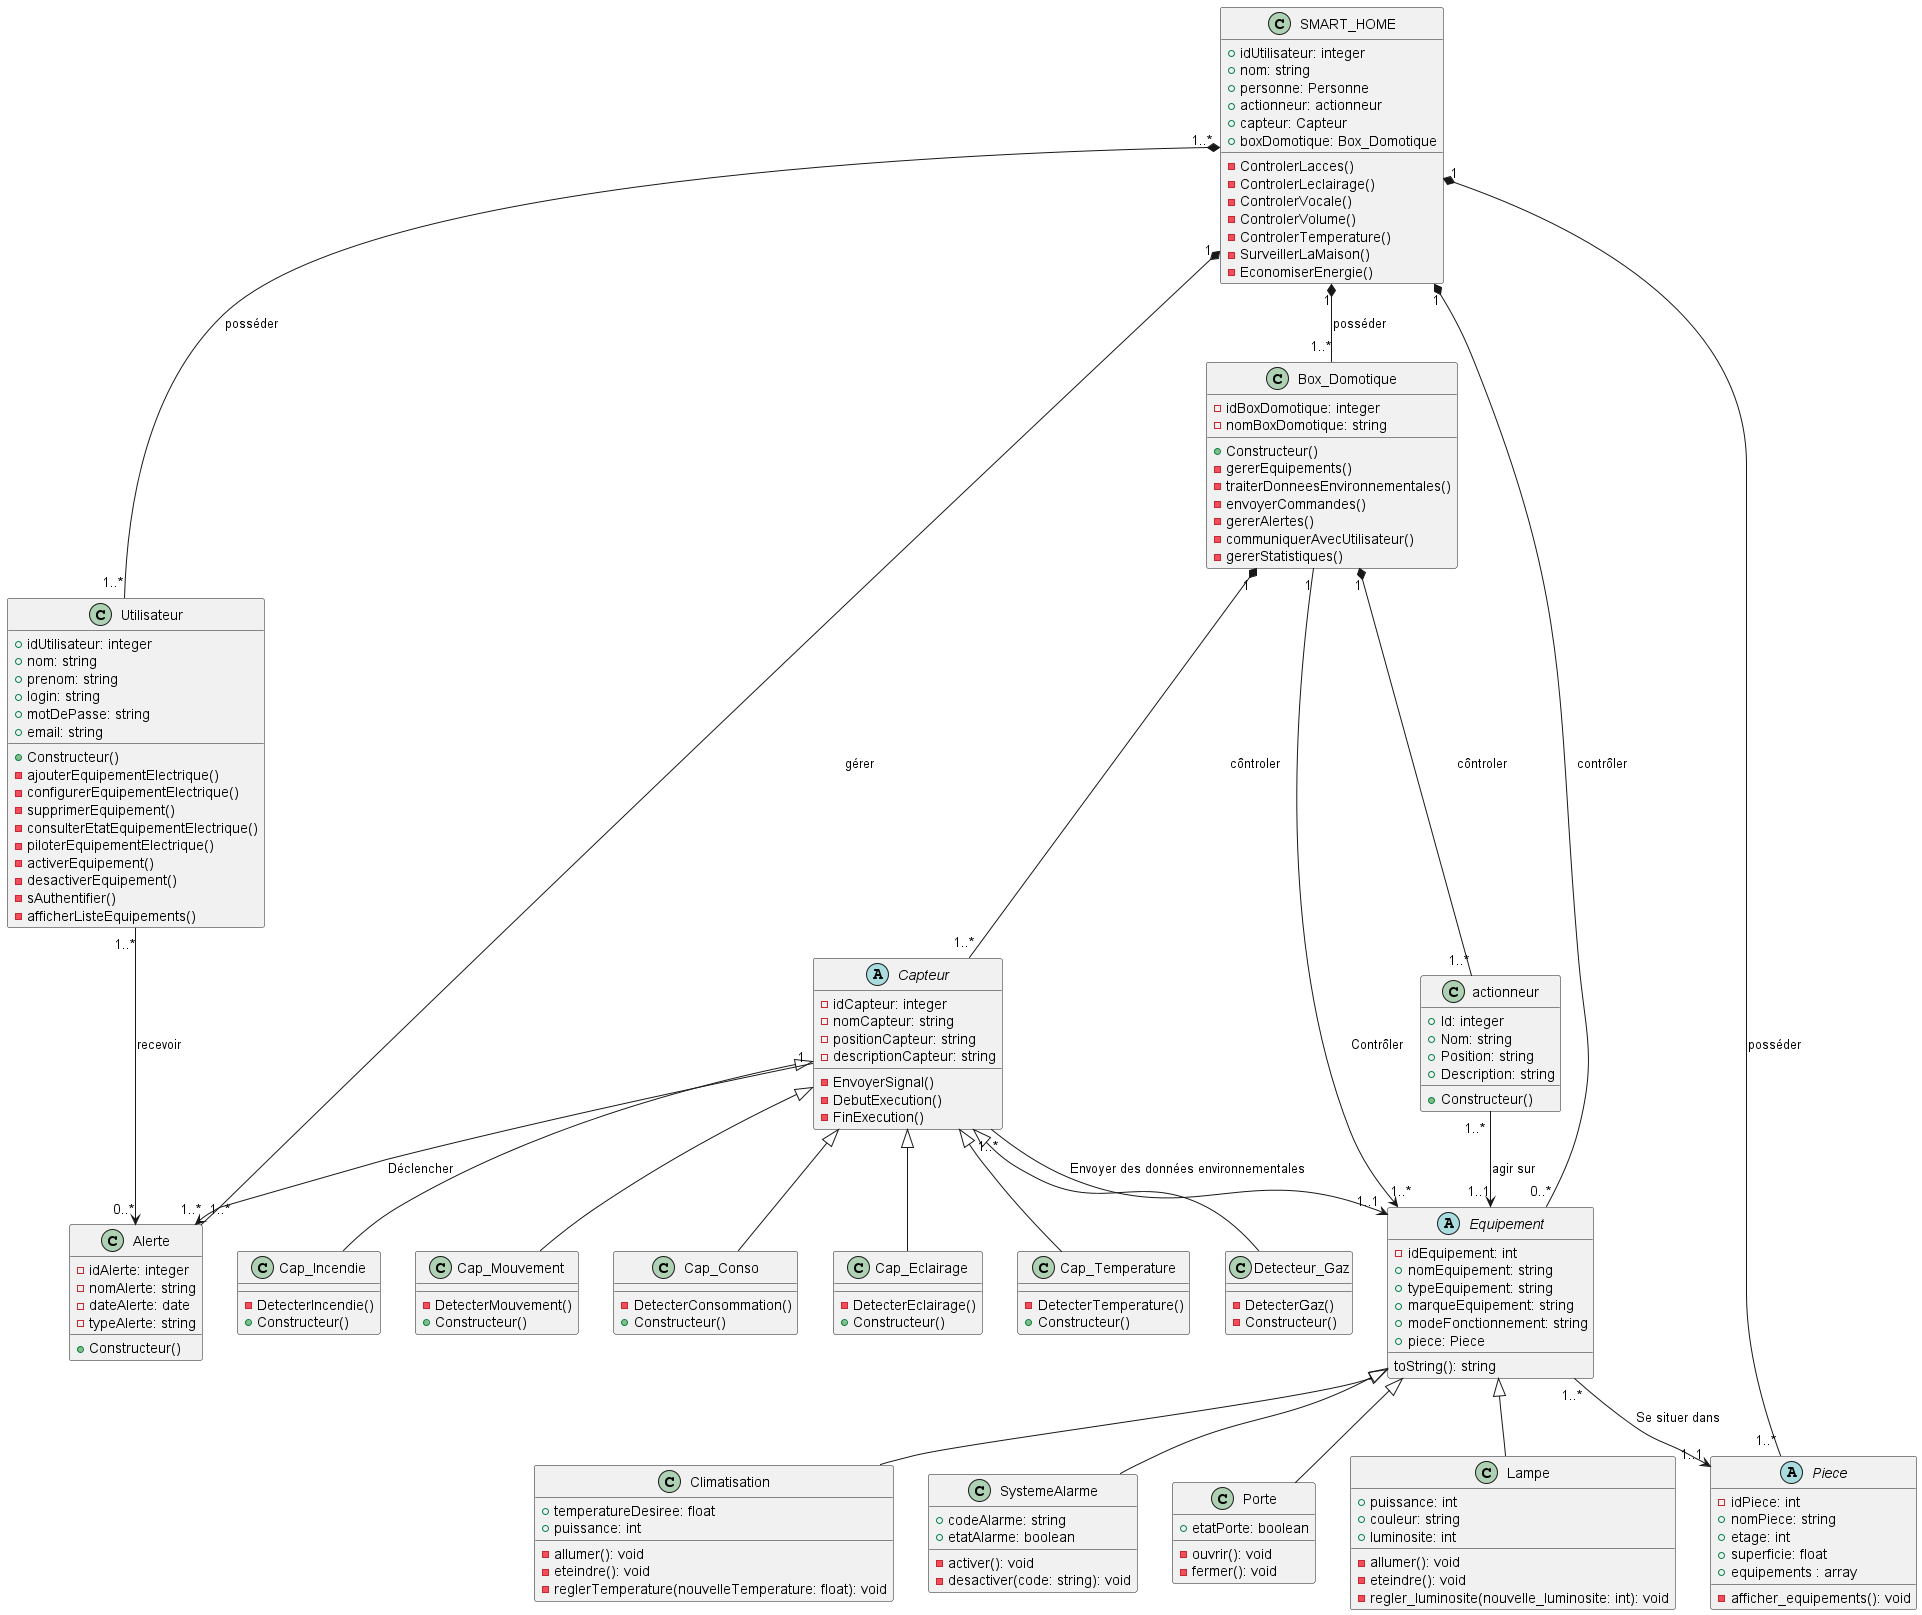 C SMART_HOME
idUtilisateur: integer
nom: string
personne: Personne
actionneur: actionneur
capteur: Capteur
boxDomotique: Box_Domotique
ControlerLacces()
ControlerLeclairage()
ControlerVocale()
ControlerVolume()
ControlerTemperature()
SurveillerLaMaison()
EconomiserEnergie()
1..*
1
1
1
1
posséder
posséder
1..*
C Box_Domotique
idBoxDomotique: integer
nomBoxDomotique: string
Constructeur()
gererEquipements()
traiterDonneesEnvironnementales()
envoyerCommandes()
gererAlertes()
communiquerAvecUtilisateur()
gererStatistiques()
1
1
1
1..*
C Utilisateur
idUtilisateur: integer
nom: string
prenom: string
login: string
motDePasse: string
email: string
Constructeur()
ajouterEquipementElectrique()
configurerEquipementElectrique()
supprimerEquipement()
consulterEtatEquipementElectrique()
piloterEquipementElectrique()
activerEquipement()
desactiverEquipement()
sAuthentifier()
afficherListeEquipements()
gérer
côntroler
côntroler
contrôler
1..*
1..*
1..*
A Capteur
idCapteur: integer
nomCapteur: string
positionCapteur: string
descriptionCapteur: string
EnvoyerSignal()
DebutExecution()
FinExecution()
C actionneur
Id: integer
Nom: string
Position: string
Description: string
Constructeur()
recevoir
1
Contrôler
posséder
1..*
1..*
Déclencher
Envoyer des données environnementales
agir sur
0..*
1..*
1..*
1..1
1..*
1..1
0..*
C Alerte
idAlerte: integer
nomAlerte: string
dateAlerte: date
typeAlerte: string
Constructeur()
C Cap_Incendie
DetecterIncendie()
Constructeur()
C Cap_Mouvement
DetecterMouvement()
Constructeur()
C Cap_Conso
DetecterConsommation()
Constructeur()
C Cap_Eclairage
DetecterEclairage()
Constructeur()
C Cap_Temperature
DetecterTemperature()
Constructeur()
C Detecteur_Gaz
DetecterGaz()
Constructeur()
A Equipement
idEquipement: int
nomEquipement: string
typeEquipement: string
marqueEquipement: string
modeFonctionnement: string
piece: Piece
toString(): string
1..*
Se situer dans
1..*
1..1
C Climatisation
temperatureDesiree: float
puissance: int
allumer(): void
eteindre(): void
reglerTemperature(nouvelleTemperature: float): void
C SystemeAlarme
codeAlarme: string
etatAlarme: boolean
activer(): void
desactiver(code: string): void
C Porte
etatPorte: boolean
ouvrir(): void
fermer(): void
C Lampe
puissance: int
couleur: string
luminosite: int
allumer(): void
eteindre(): void
regler_luminosite(nouvelle_luminosite: int): void
A Piece
idPiece: int
nomPiece: string
etage: int
superficie: float
equipements : array
afficher_equipements(): void